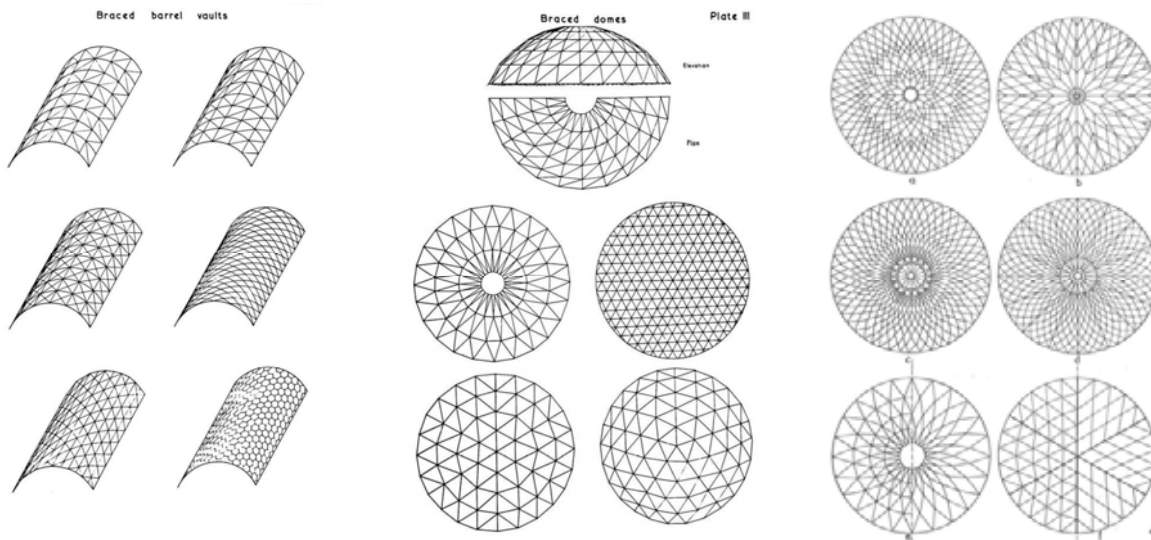 Braced barrel vaults
Braced domes
Plate III
Elevation
Plan
a
b
c
d
e